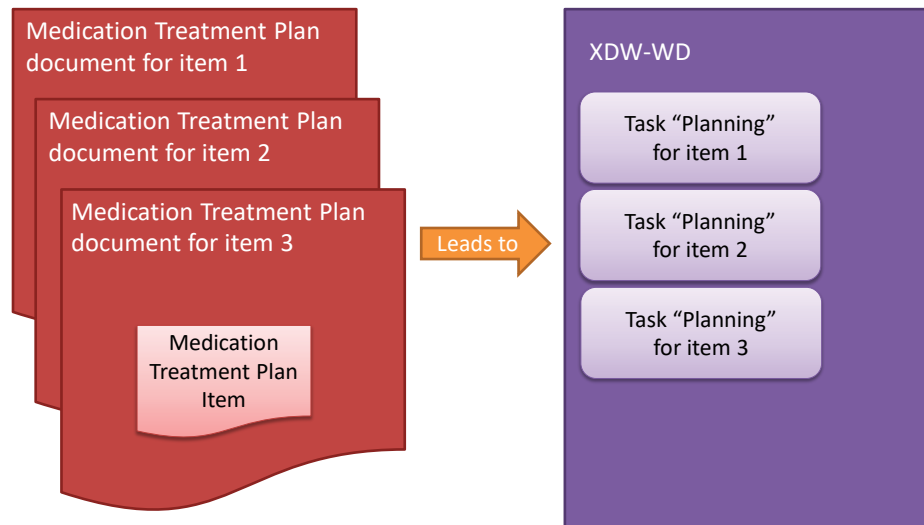 Medication Treatment Plan
document for item 1
Medication Treatment Plan
document for item 2
Medication Treatment Plan
document for item 3
Medication
Treatment Plan
Item
Leads to
XDW-WD
Task “Planning”
for item 1
Task “Planning”
for item 2
Task “Planning”
for item 3